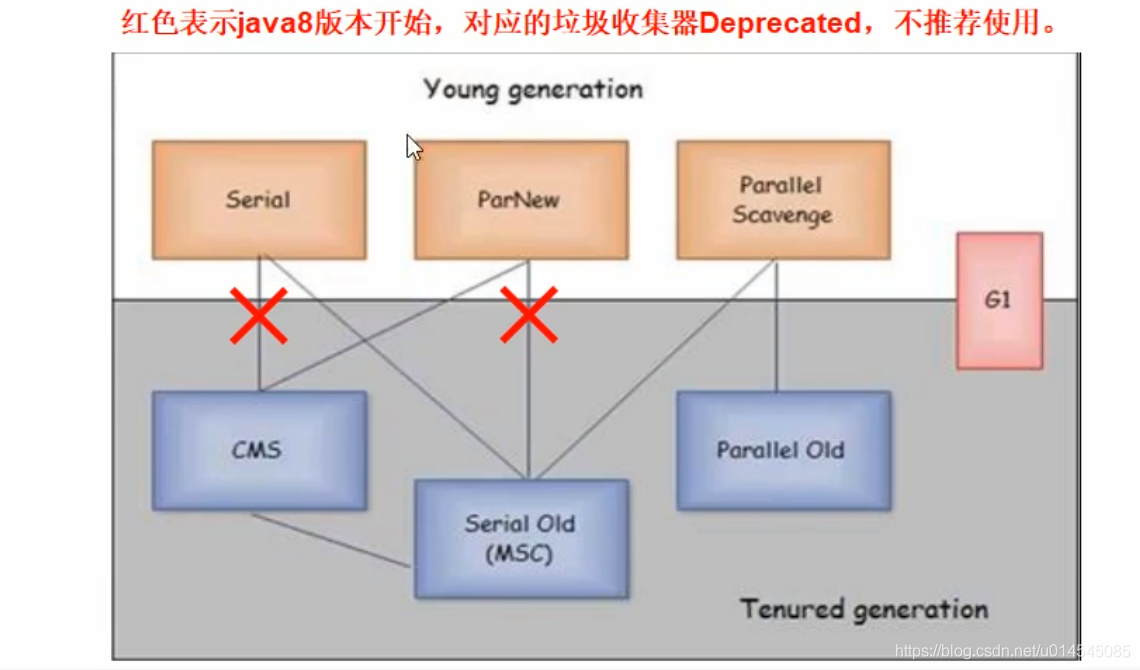 红色表示java8版本开始，对应的垃圾收集器Deprecated，不推荐使用。
Young generation
Serial
ParNew
Parallel
Scavenge
G1
CMS
Parallel Old
Serial Old
(MSC)
Tenured generation
https://blog.csdn.net/u014545085